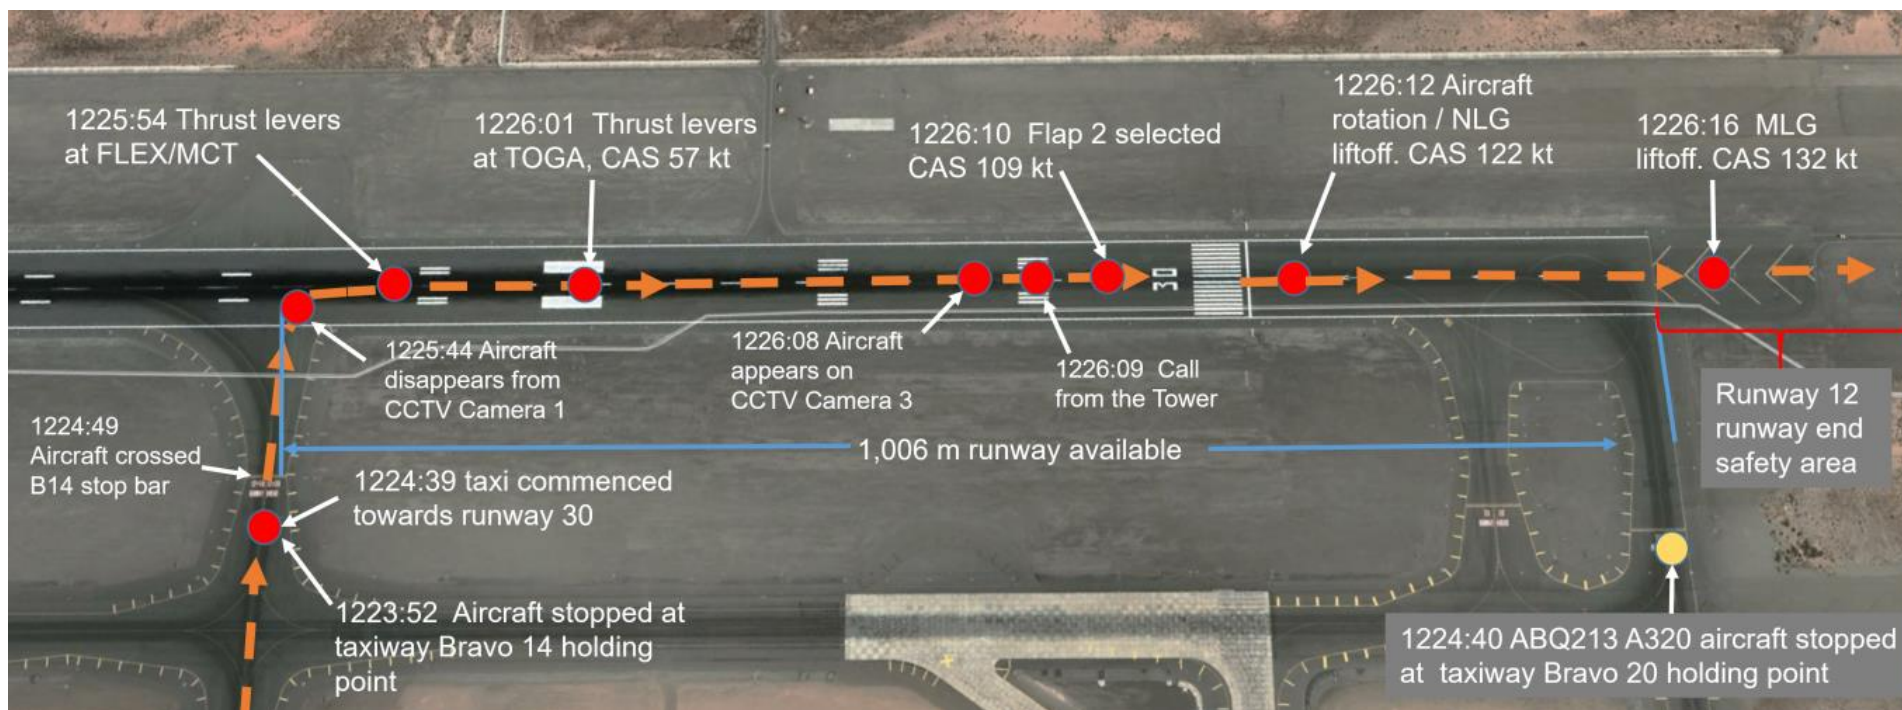 1225:54 Thrust levers
at FLEX/MCT
1226:01 Thrust levers
at TOGA, CAS 57 kt
1226:10 Flap 2 selected
CAS 109 kt
1226:12 Aircraft
rotation / NLG
liftoff. CAS 122 kt
1226:16 MLG
liftoff. CAS 132 kt
30
1225:44 Aircraft
disappears from
CCTV Camera 1
1226:08 Aircraft
appears on
CCTV Camera 3
1226:09 Call
from the Tower
Runway 12
runway end
safety area
1224:49
Aircraft crossed
B14 stop bar
1,006 m runway available
1224:39 taxi commenced
towards runway 30
1223:52 Aircraft stopped at
taxiway Bravo 14 holding
point
1224:40 ABQ213 A320 aircraft stopped
at taxiway Bravo 20 holding point